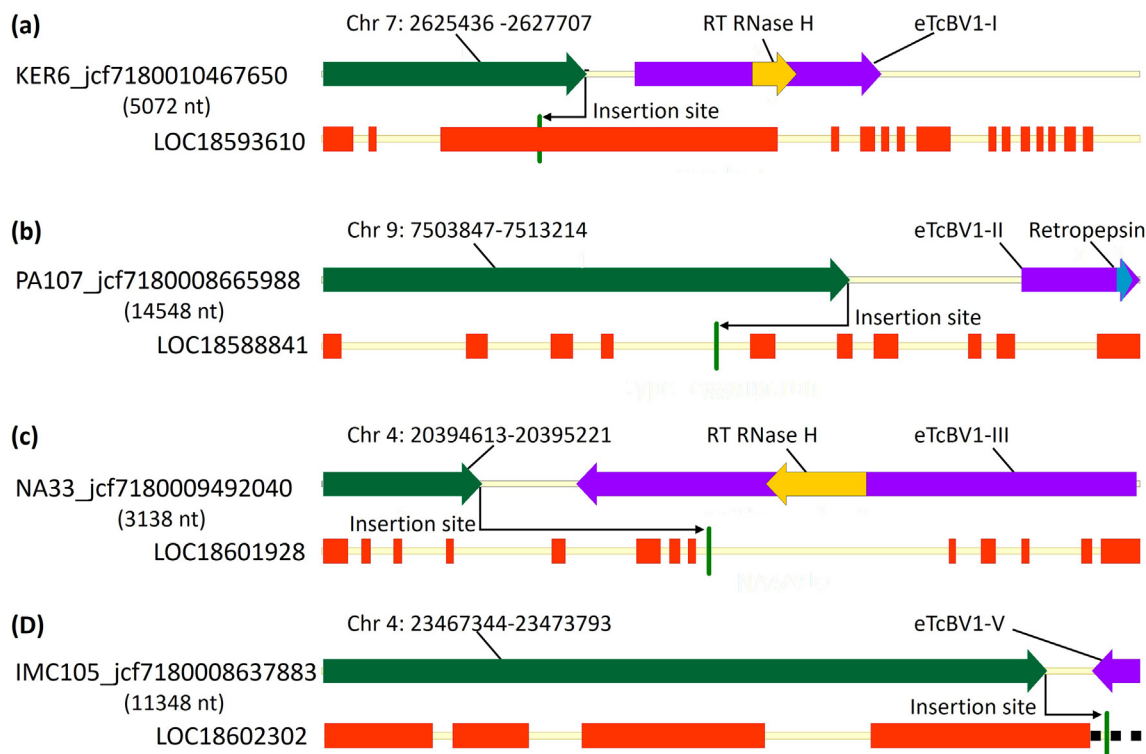 (a)
Chr 7: 2625436 -2627707
RT RNase H
eTcBV1-I
KER6_jcf7180010467650
(5072 nt)
Insertion site
LOC18593610
(b)
Chr 9: 7503847-7513214
eTcBV1-II
Retropepsin
PA107_jcf7180008665988
(14548 nt)
Insertion site
LOC18588841
(c)
Chr 4: 20394613-20395221
RT RNase H
eTcBV1-III
NA33_jcf7180009492040
(3138 nt)
Insertion site
LOC18601928
(D)
Chr 4: 23467344-23473793
eTcBV1-V
IMC105_jcf7180008637883
(11348 nt)
Insertion site
LOC18602302